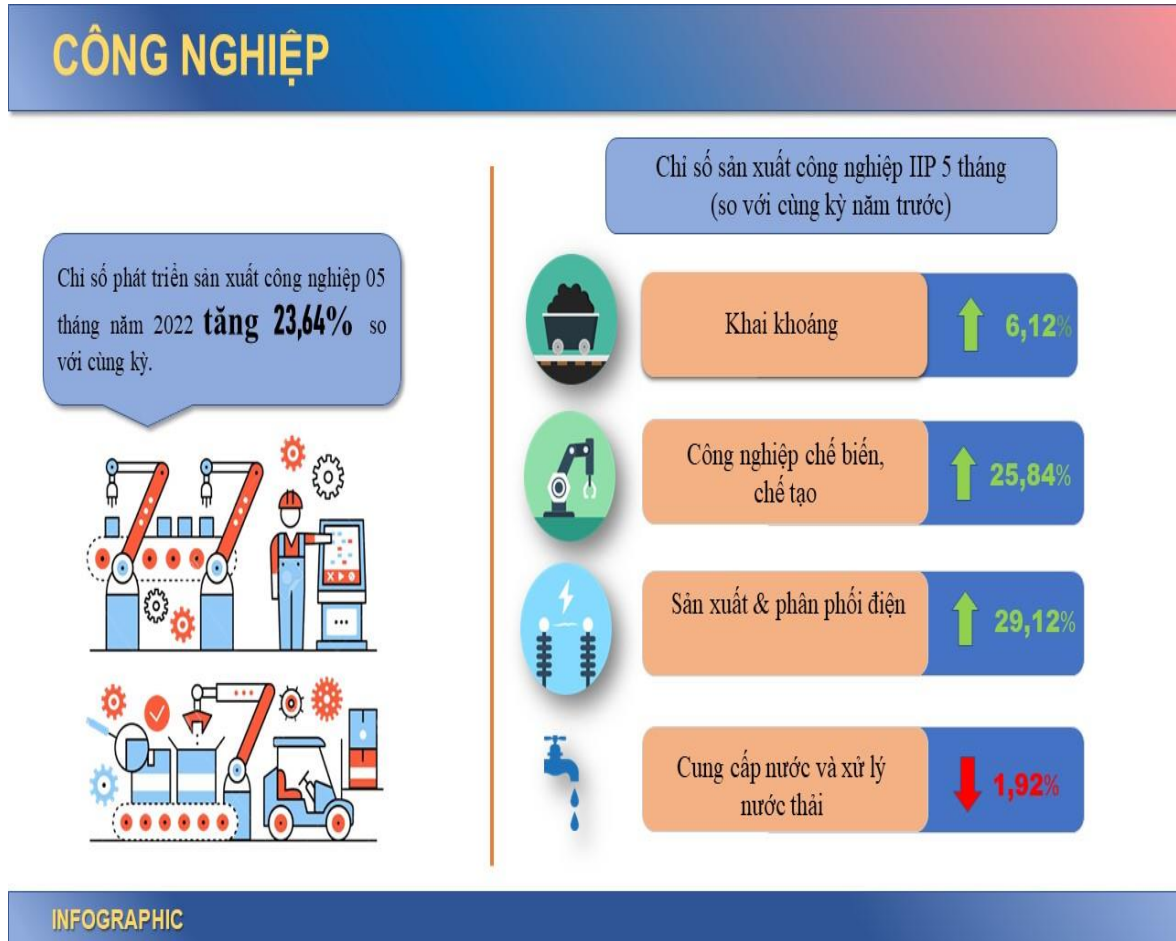 CÔNG NGHIỆP
Chỉ số phát triển sản xuất công nghiệp 05
tháng năm 2022 tăng 23,64% so
với cùng kỳ.
Chỉ số sản xuất công nghiệp IIP 5 tháng
(so với cùng kỳ năm trước)
Khai khoáng
6,12%
Công nghiệp chế biến,
chế tạo
25,84%
Sản xuất & phân phối điện
29,12%
Cung cấp nước và xử lý
nước thải
1,92%
INFOGRAPHIC